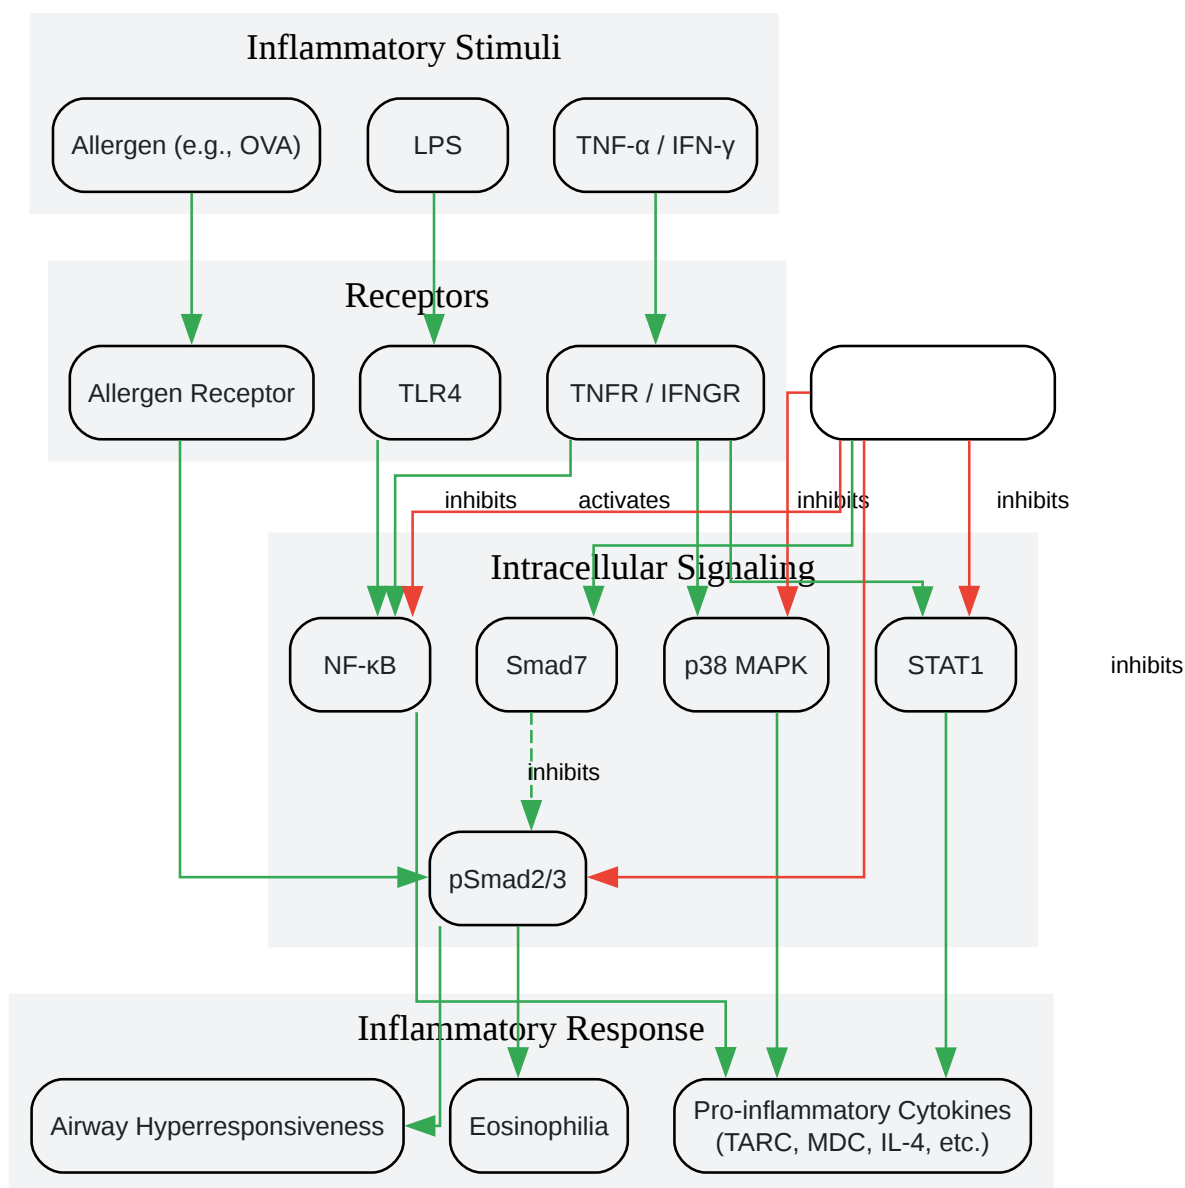 Inflammatory Stimuli
Allergen (e.g., OVA)
LPS
TNF-α / IFN-γ
Receptors
Allergen Receptor
TLR4
TNFR / IFNGR
inhibits
activates
inhibits
inhibits
Intracellular Signaling
NF-κB
Smad7
p38 MAPK
STAT1
inhibits
inhibits
pSmad2/3
Inflammatory Response
Airway Hyperresponsiveness
Eosinophilia
Pro-inflammatory Cytokines
(TARC, MDC, IL-4, etc.)